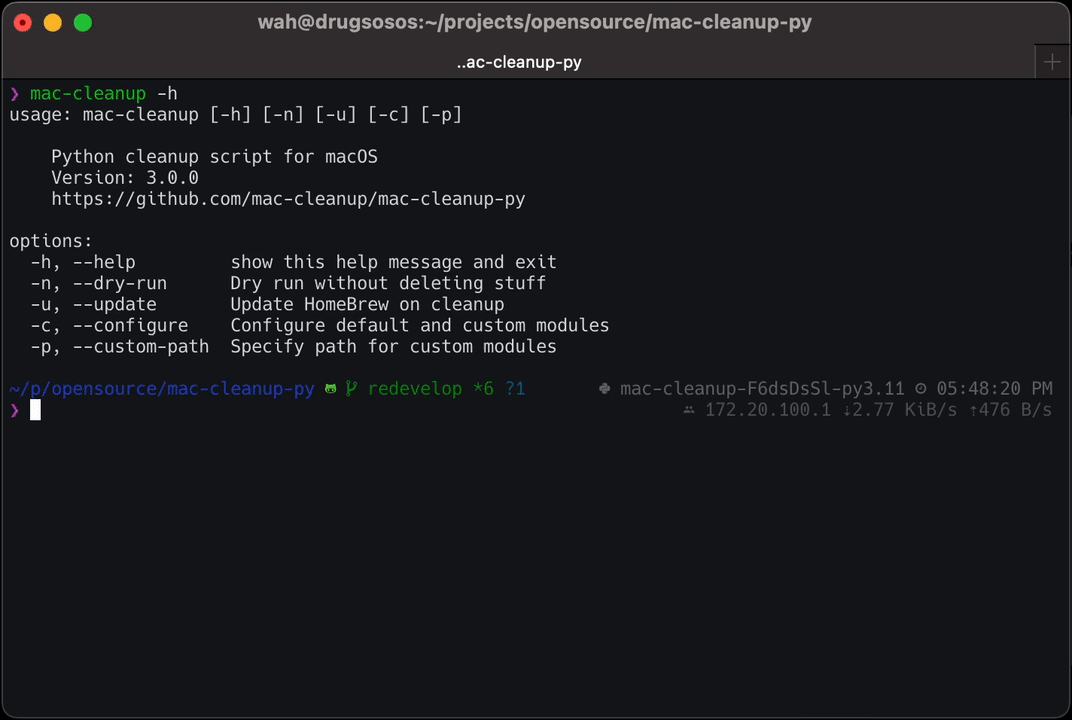 wah@drugsosos:~/projects/opensource/mac-cleanup-py
..ac-cleanup-py
❯ mac-cleanup -h
usage: mac-cleanup [-h] [-n] [-u] [-c] [-p]
Python cleanup script for macOS
Version: 3.0.0
https://github.com/mac-cleanup/mac-cleanup-py
options:
-h, --help show this help message and exit
-n, --dry-run Dry run without deleting stuff
-u, --update Update HomeBrew on cleanup
-c, --configure Configure default and custom modules
-p, --custom-path Specify path for custom modules
~/p/opensource/mac-cleanup-py redevelop *6 ?1 mac-cleanup-F6dsDsSl-py3.11 05:48:20 PM
❯ 172.20.100.1 ↓2.77 KiB/s ↑476 B/s